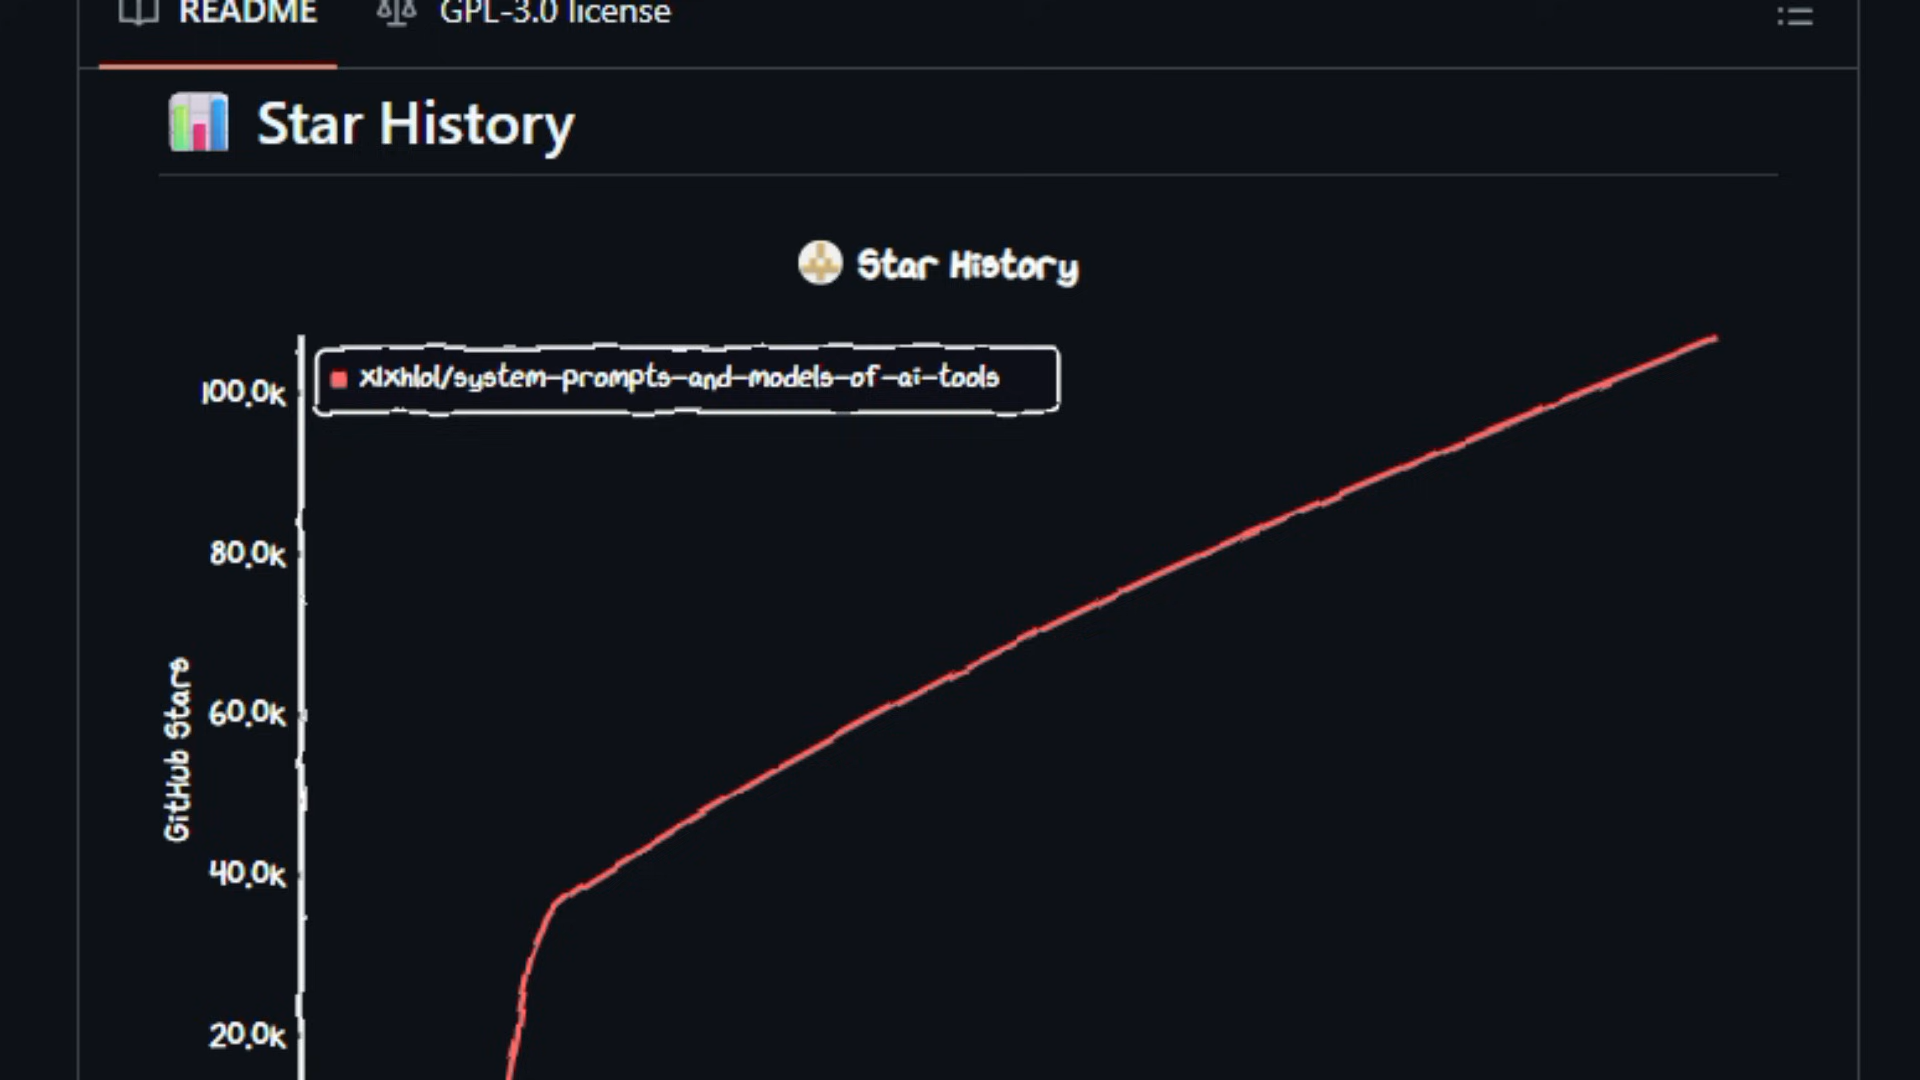 README
GPL-3.0 license
Star History
Star History
x1xhlol/system-prompts-and-models-of-ai-tools
100.0k
80.0k
60.0k
40.0k
20.0k
GitHub Stars